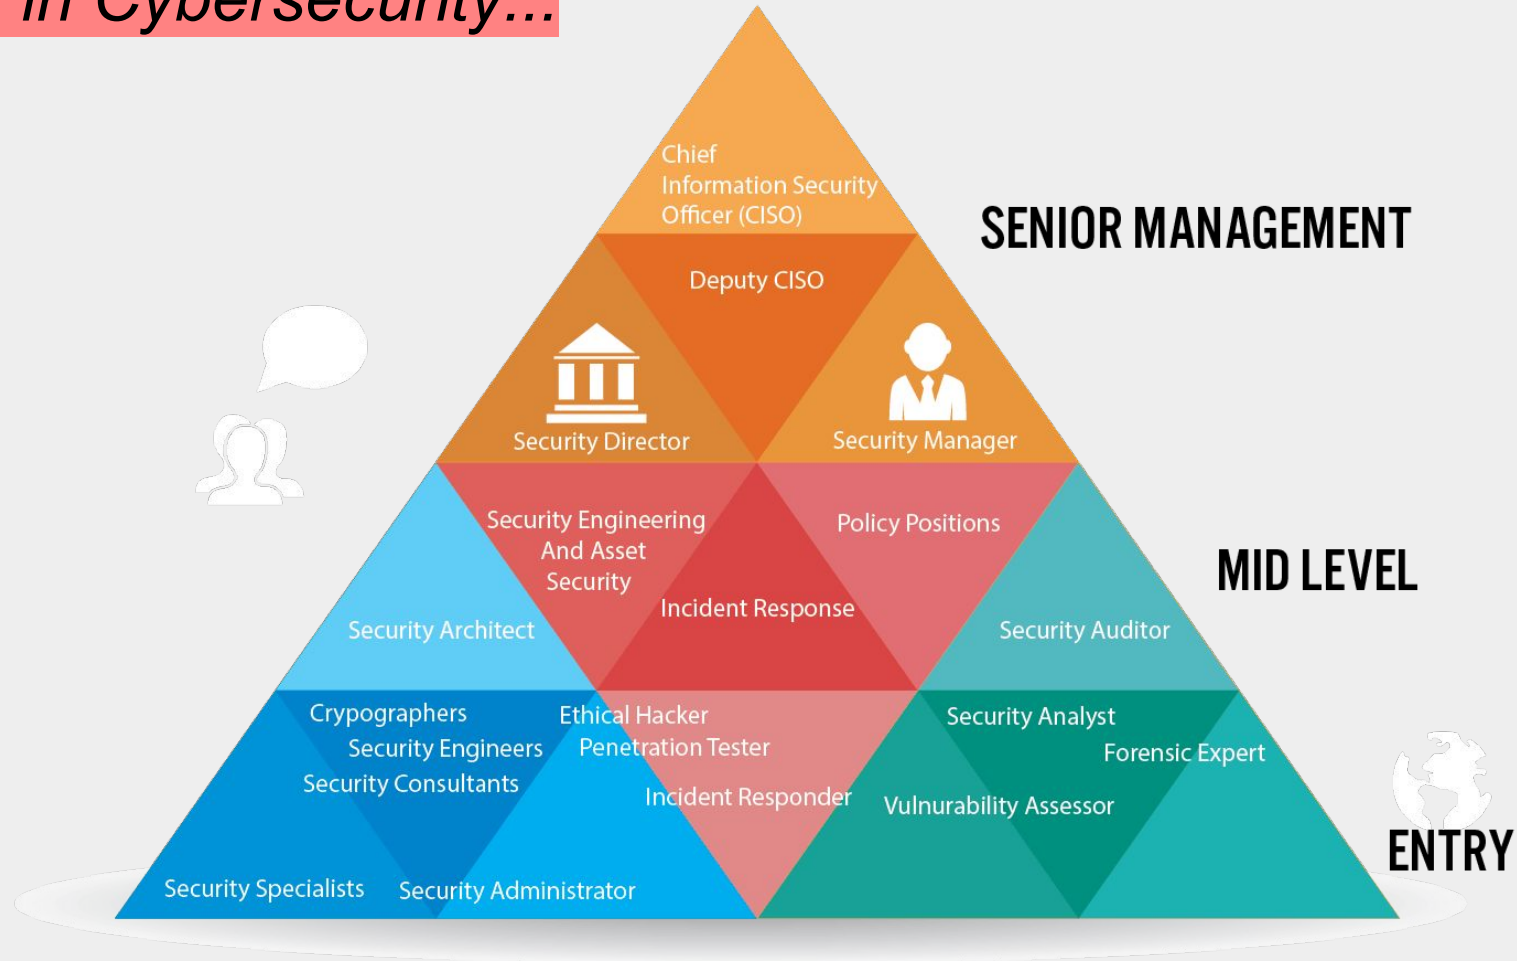 in Cybersecurity...
Chief
Information Security
Officer (CISO)
SENIOR MANAGEMENT
Deputy CISO
Security Director
Security Manager
Security Engineering
And Asset
Security
Policy Positions
MID LEVEL
Incident Response
Security Architect
Security Auditor
Crypographers
Security Engineers
Security Consultants
Ethical Hacker
Penetration Tester
Incident Responder
Security Analyst
Forensic Expert
Vulnurability Assessor
ENTRY
Security Specialists
Security Administrator